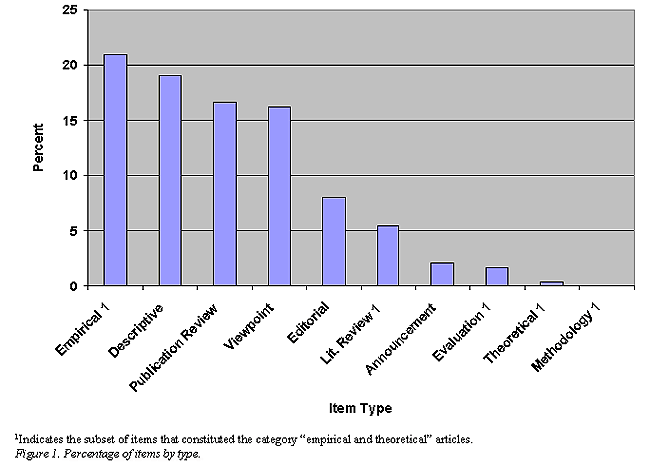 25
20
15
10
5
0
Percent
Empirical 1
Descriptive
Publication Review
Viewpoint
Editorial
Lit. Review 1
Announcement
Evaluation 1
Theoretical 1
Methodology 1
Item Type
¹Indicates the subset of items that constituted the category “empirical and theoretical” articles.
Figure 1. Percentage of items by type.